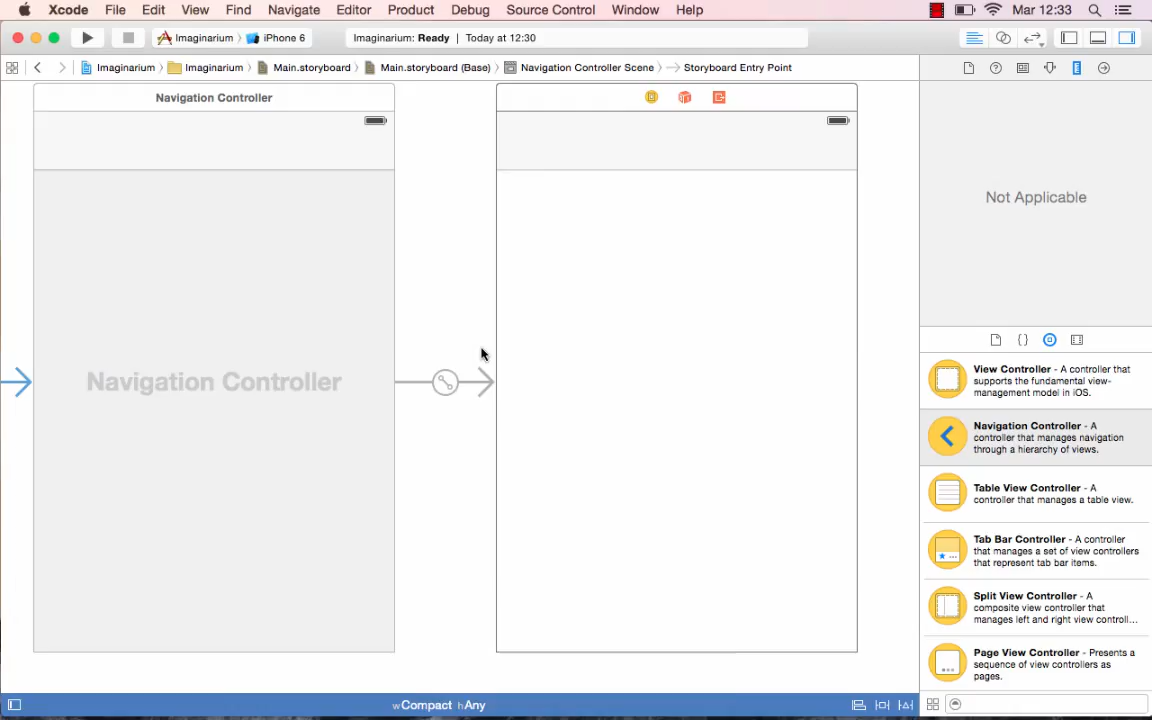 Xcode File Edit View Find Navigate Editor Product Debug Source Control Window Help Mar 12:33
Imaginarium iPhone 6 Imaginarium: Ready | Today at 12:30
Imaginarium Imaginarium Main.storyboard Main.storyboard (Base) Navigation Controller Scene Storyboard Entry Point
Navigation Controller
Navigation Controller
Not Applicable
View Controller - A controller that
supports the fundamental view-
management model in iOS.
Navigation Controller - A
controller that manages navigation
through a hierarchy of views.
Table View Controller - A
controller that manages a table view.
Tab Bar Controller - A controller
that manages a set of view controllers
that represent tab bar items.
Split View Controller - A
composite view controller that
manages left and right view controll...
Page View Controller - Presents a
sequence of view controllers as
pages.
wCompact hAny